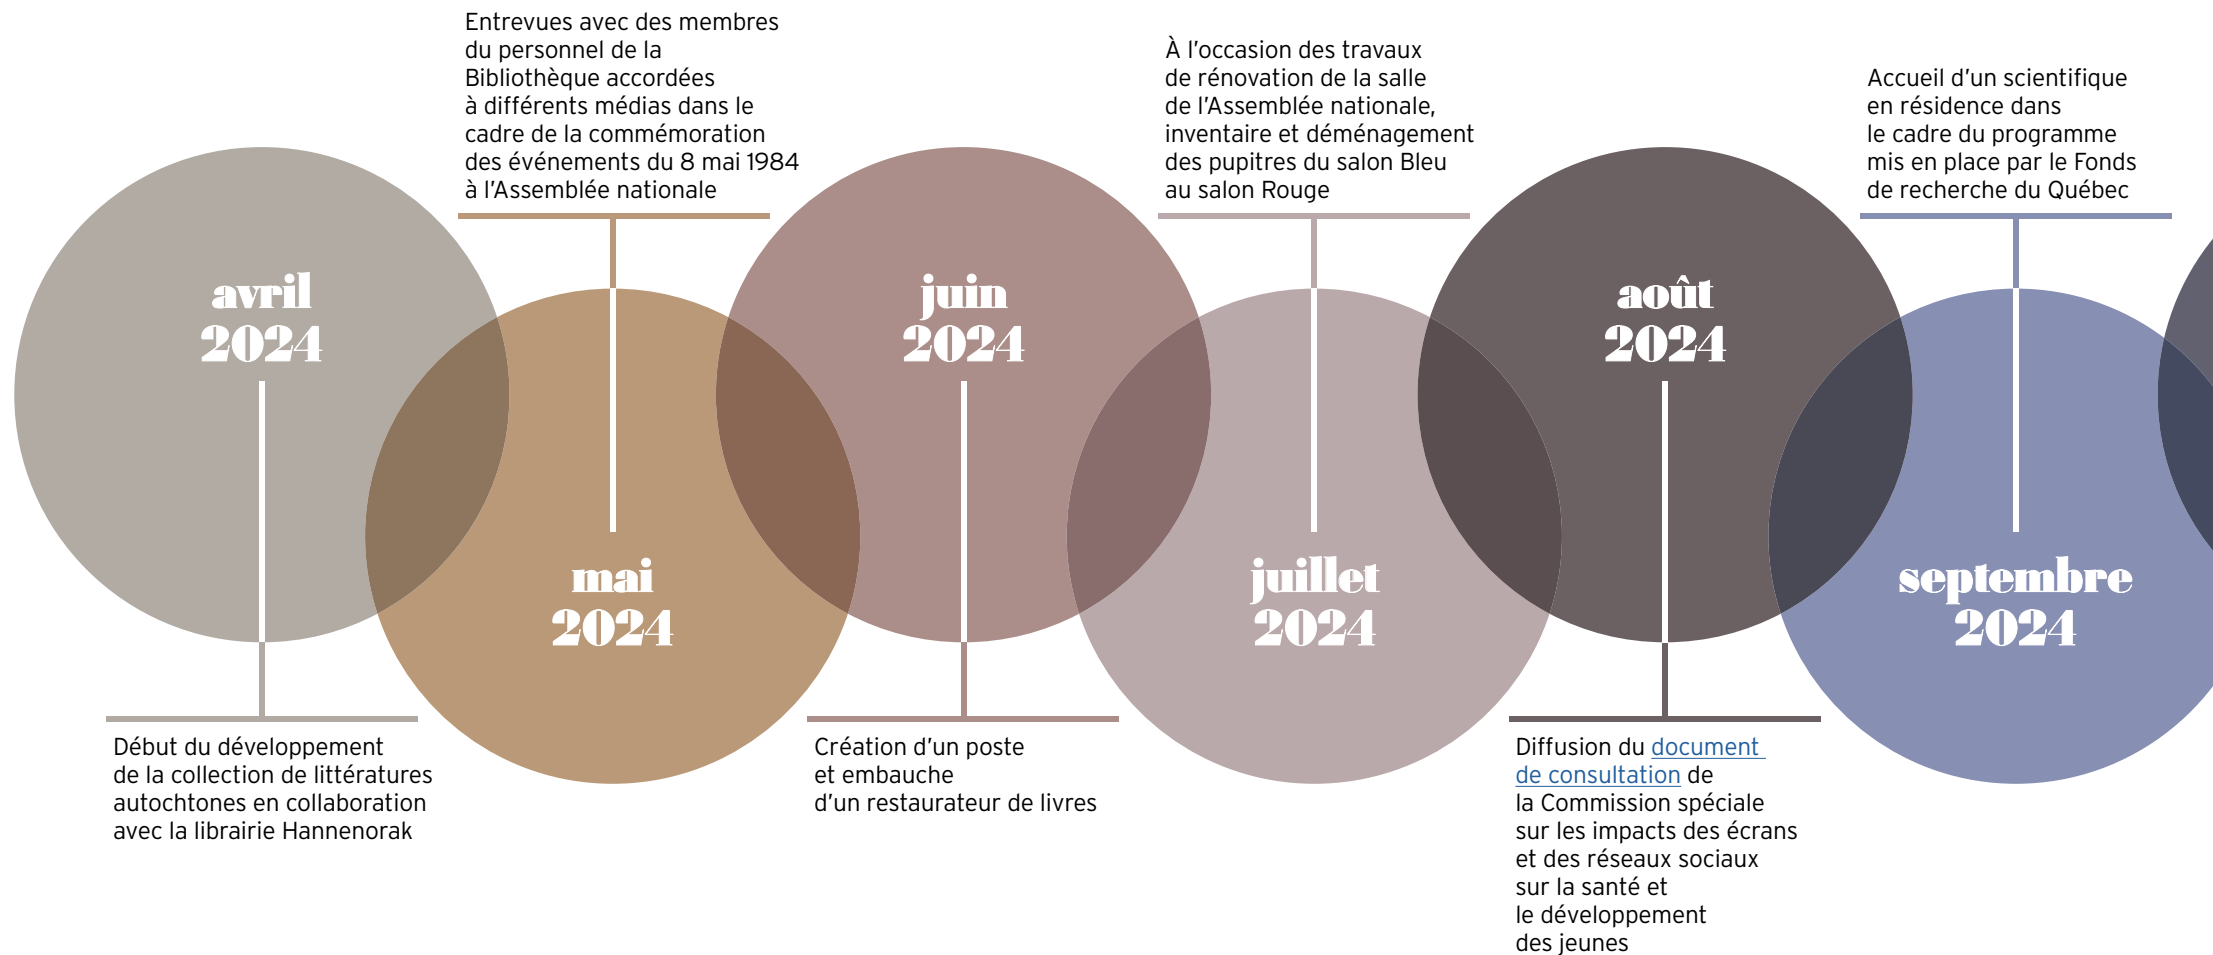 avril
2024
Début du développement
de la collection de littératures
autochtones en collaboration
avec la librairie Hannenorak
Entrevues avec des membres
du personnel de la
Bibliothèque accordées
à différents médias dans le
cadre de la commémoration
des événements du 8 mai 1984
à l'Assemblée nationale
mai
2024
juin
2024
Création d'un poste
et embauche
d'un restaurateur de livres
À l'occasion des travaux
de rénovation de la salle
de l'Assemblée nationale,
inventaire et déménagement
des pupitres du salon Bleu
au salon Rouge
juillet
2024
août
2024
Diffusion du document
de consultation de
la Commission spéciale
sur les impacts des écrans
et des réseaux sociaux
sur la santé et
le développement
des jeunes
Accueil d'un scientifique
en résidence dans
le cadre du programme
mis en place par le Fonds
de recherche du Québec
septembre
2024